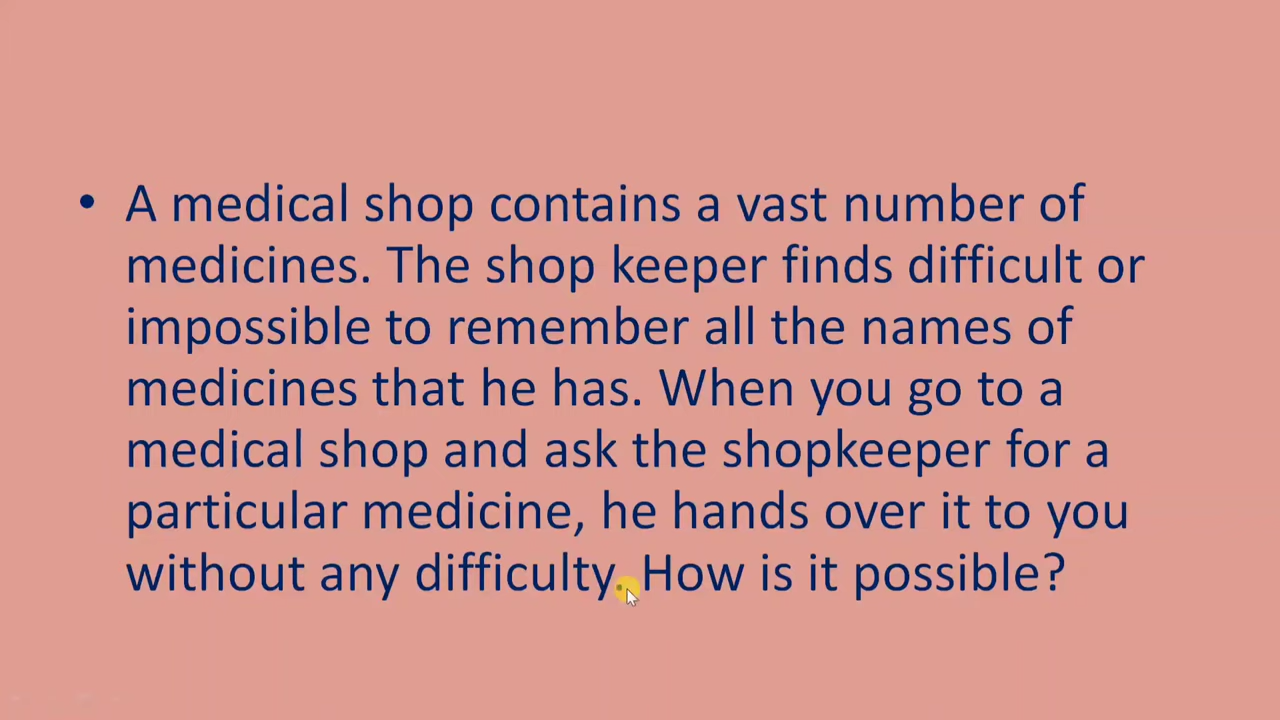 • A medical shop contains a vast number of
medicines. The shop keeper finds difficult or
impossible to remember all the names of
medicines that he has. When you go to a
medical shop and ask the shopkeeper for a
particular medicine, he hands over it to you
without any difficulty. How is it possible?